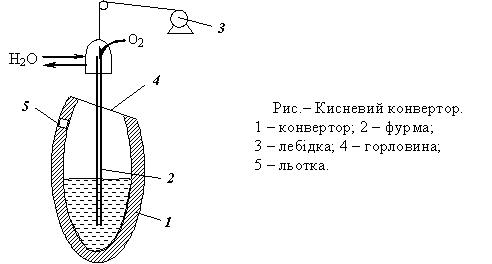 3
O₂
H₂O
4
5
2
1
Рис.– Кисневий конвертор.
1 – конвертор; 2 – фурма;
3 – лебідка; 4 – горловина;
5 – льотка.